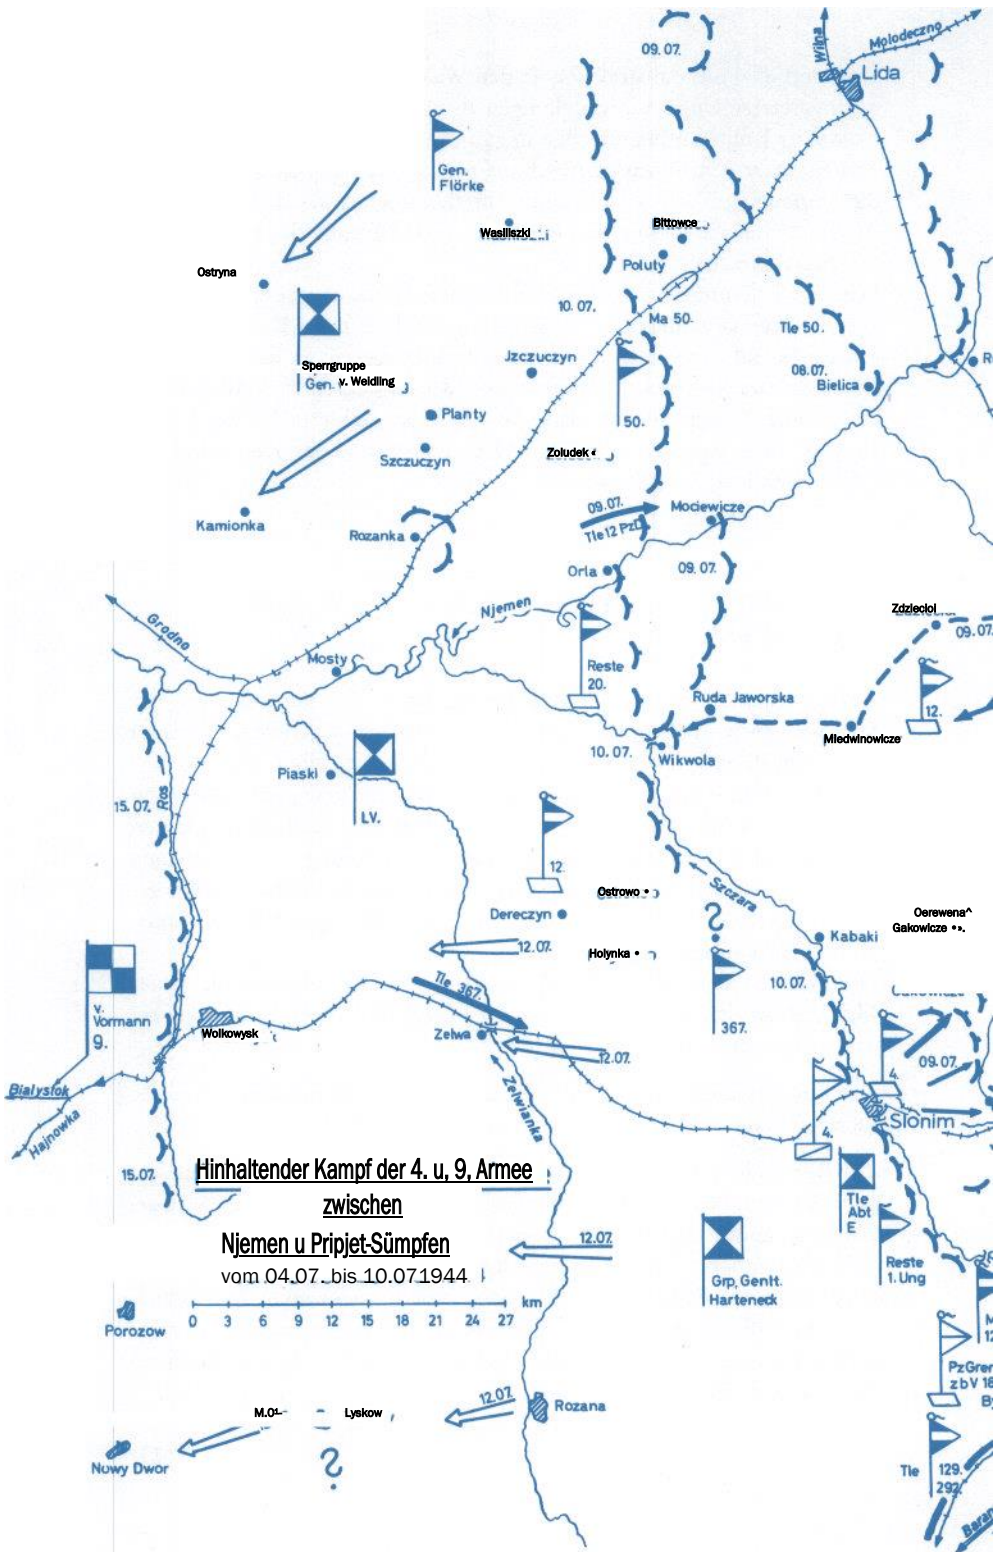 09.07.
Wilna
Molodeczno
Lida
Gen.
Flörke
Wasiliszki
Bittowce
Poluty
Ostryna
10.07.
Ma 50.
Tle 50.
Sperrgruppe
Gen. v. Weidling
Jzczuczyn
08.07.
Bielica
50.
Planty
Szczuczyn
Zoludek
Kamionka
Rozanka
09.07.
Tle 12 PzD
Mociewicze
Orla
09.07.
Njemen
Zdzieciol
09.07.
Grodno
Mosty
Reste
20.
12.
Ruda Jaworska
Miedwinowicze
10.07.
Wikwola
Piaski
LV.
15.07.
Ros
12.
Szczara
Ostrowo
Dereczyn
Oerewena^
Gakowicze •».
Kabaki
12.07.
Holynka
?
Tle 367.
10.07.
367.
v.
Vormann
9.
Wolkowysk
Zelwa
12.07.
4.
09.07.
Bialystok
Hajnowka
Zelwianka
Slonim
4.
15.07.
Hinhaltender Kampf der 4. u, 9, Armee
zwischen
Njemen u Pripjet-Sümpfen
vom 04.07. bis 10.071944
Tle
Abt
E
12.07.
Reste
1. Ung
Grp, Genlt.
Harteneck
km
0 3 6 9 12 15 18 21 24 27
Porozow
PzGren
zbV 18
12.07.
Rozana
M.O¹-
Lyskow
Nowy Dwor
?
Tle
129.
292.
Baran